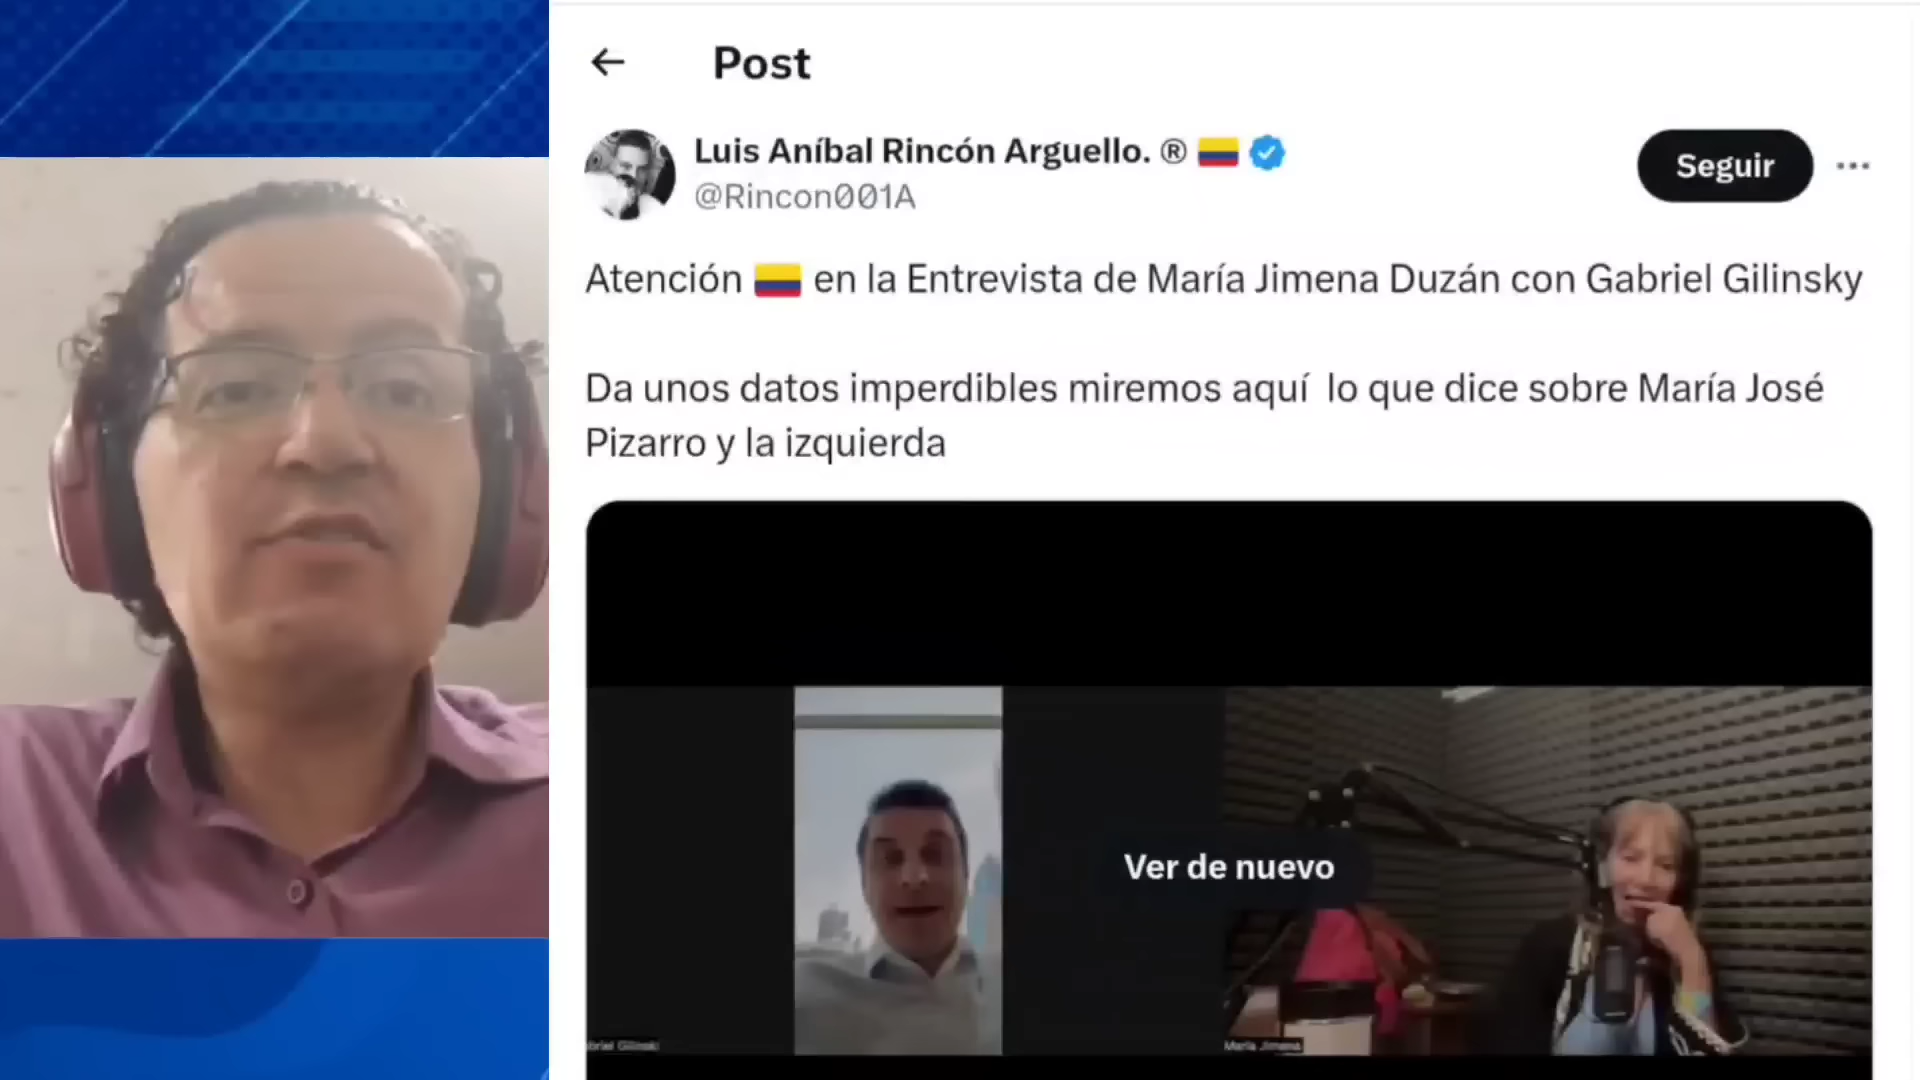 Post
Luis Aníbal Rincón Arguello. ®
@Rincon001A
Seguir
Atención en la Entrevista de María Jimena Duzán con Gabriel Gilinsky
Da unos datos imperdibles miremos aquí lo que dice sobre María José
Pizarro y la izquierda
Ver de nuevo
María Jimena